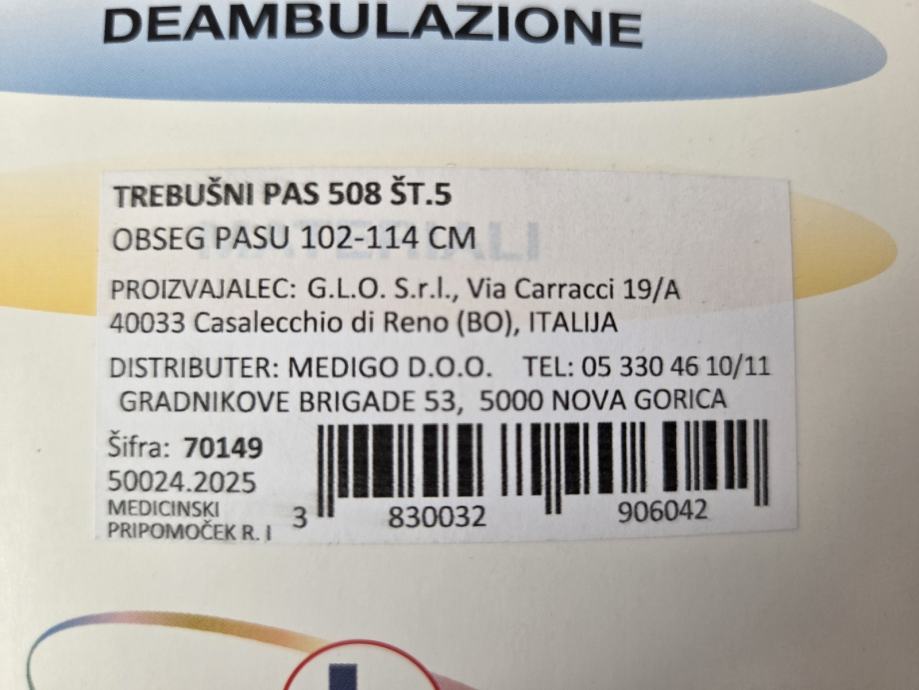 DEAMBULAZIONE
TREBUŠNI PAS 508 ŠT.5
OBSEG PASU 102-114 CM
MATERIALI
PROIZVAJALEC: G.L.O. S.r.l., Via Carracci 19/A
40033 Casalecchio di Reno (BO), ITALIJA
DISTRIBUTER: MEDIGO D.O.O. TEL: 05 330 46 10/11
GRADNIKOVE BRIGADE 53, 5000 NOVA GORICA
Šifra: 70149
50024.2025
MEDICINSKI
PRIPOMOČEK R. I
3 830032 906042